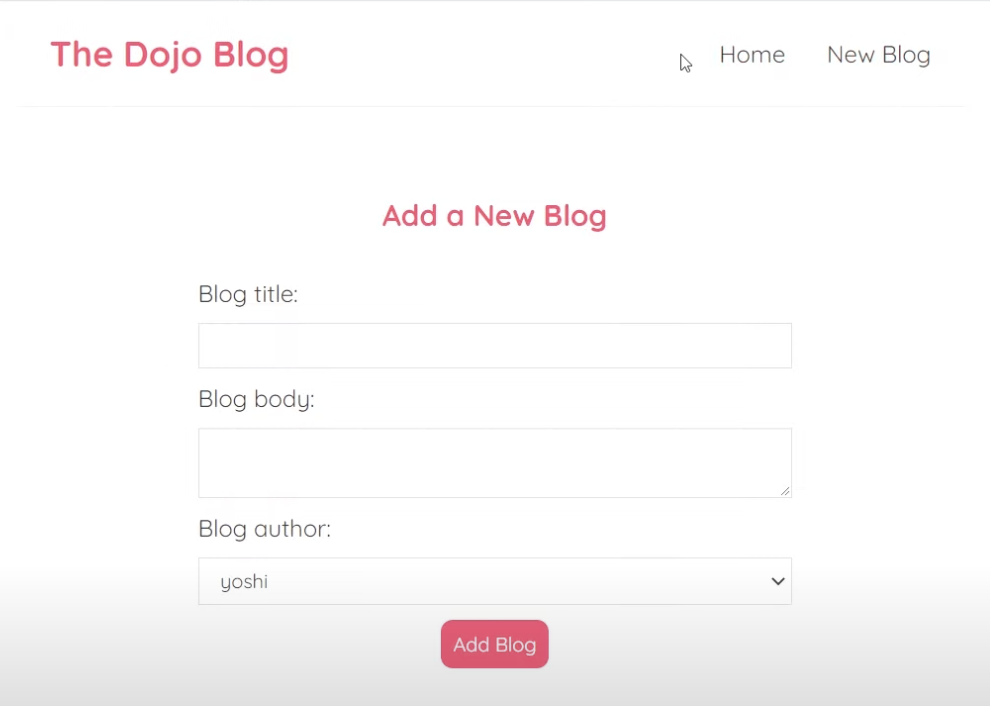 The Dojo Blog
Home New Blog
Add a New Blog
Blog title:
Blog body:
Blog author:
yoshi
Add Blog